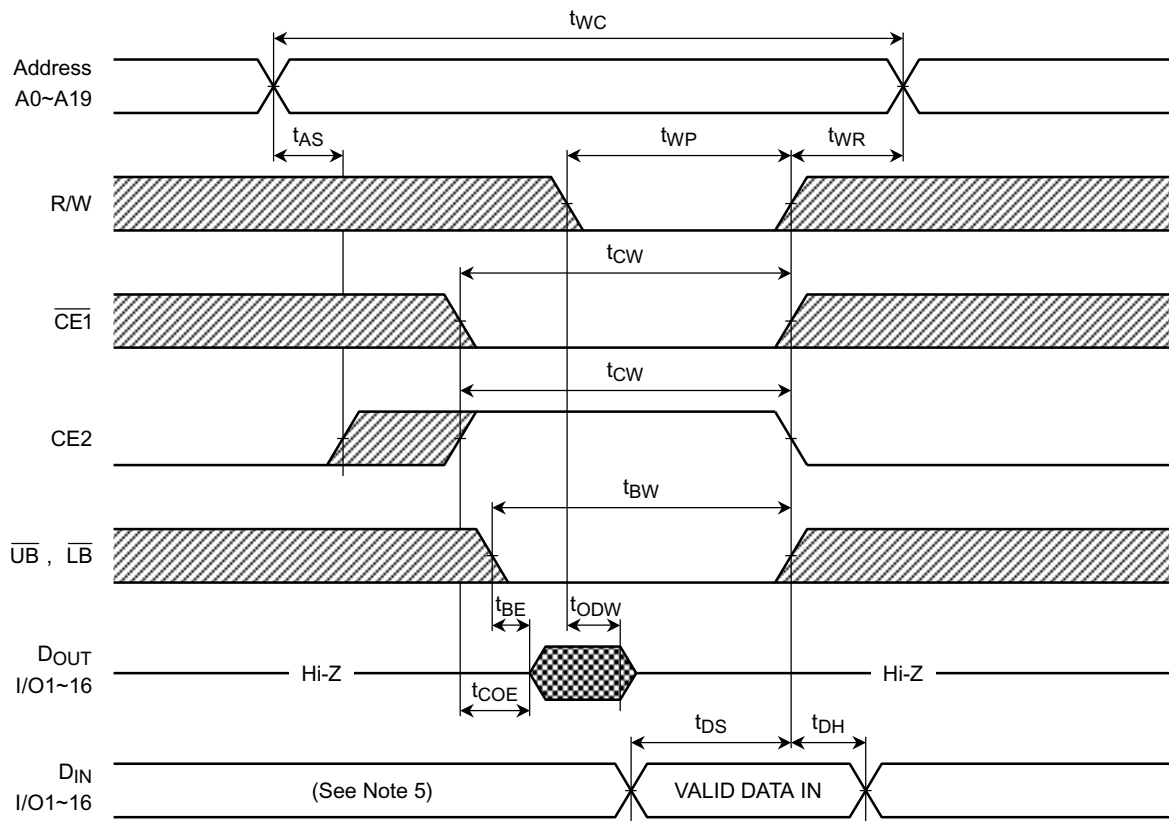 tWC
Address
A0~A19
tAS
tWP
tWR
R/W
tCW
CE1
tCW
CE2
tBW
UB , LB
tBE
tODW
DOUT
I/O1~16
Hi-Z
Hi-Z
tCOE
tDS
tDH
DIN
I/O1~16
(See Note 5)
VALID DATA IN